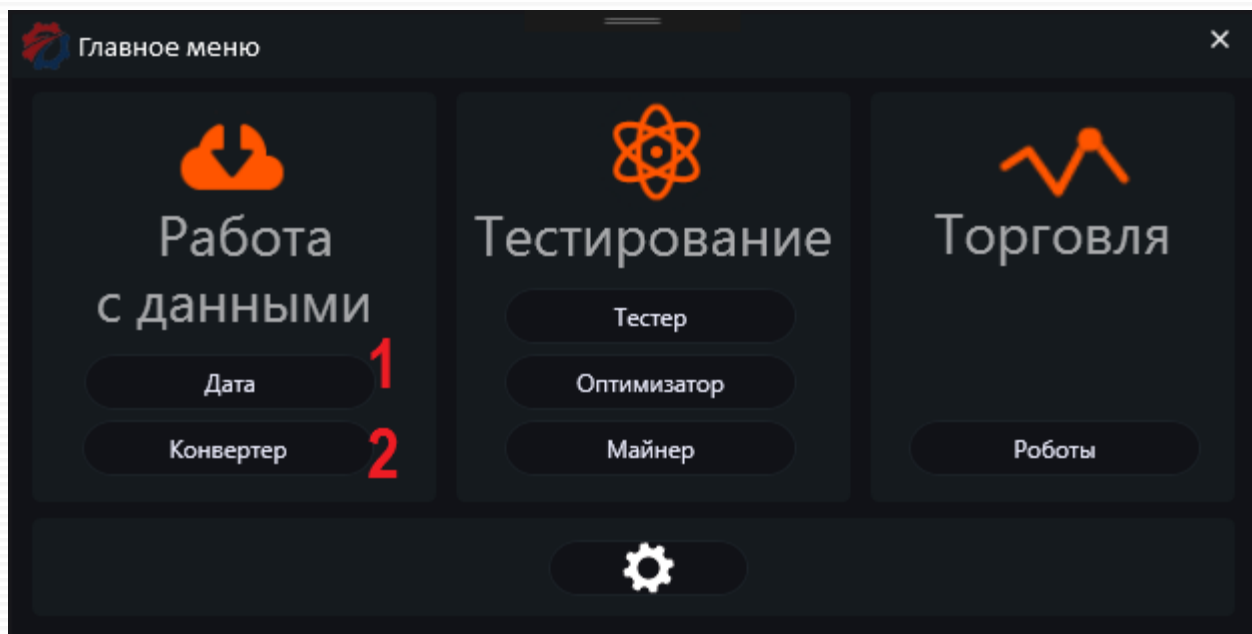 Главное меню
Работа
с данными
Дата
1
Конвертер
2
Тестирование
Тестер
Оптимизатор
Майнер
Торговля
Роботы